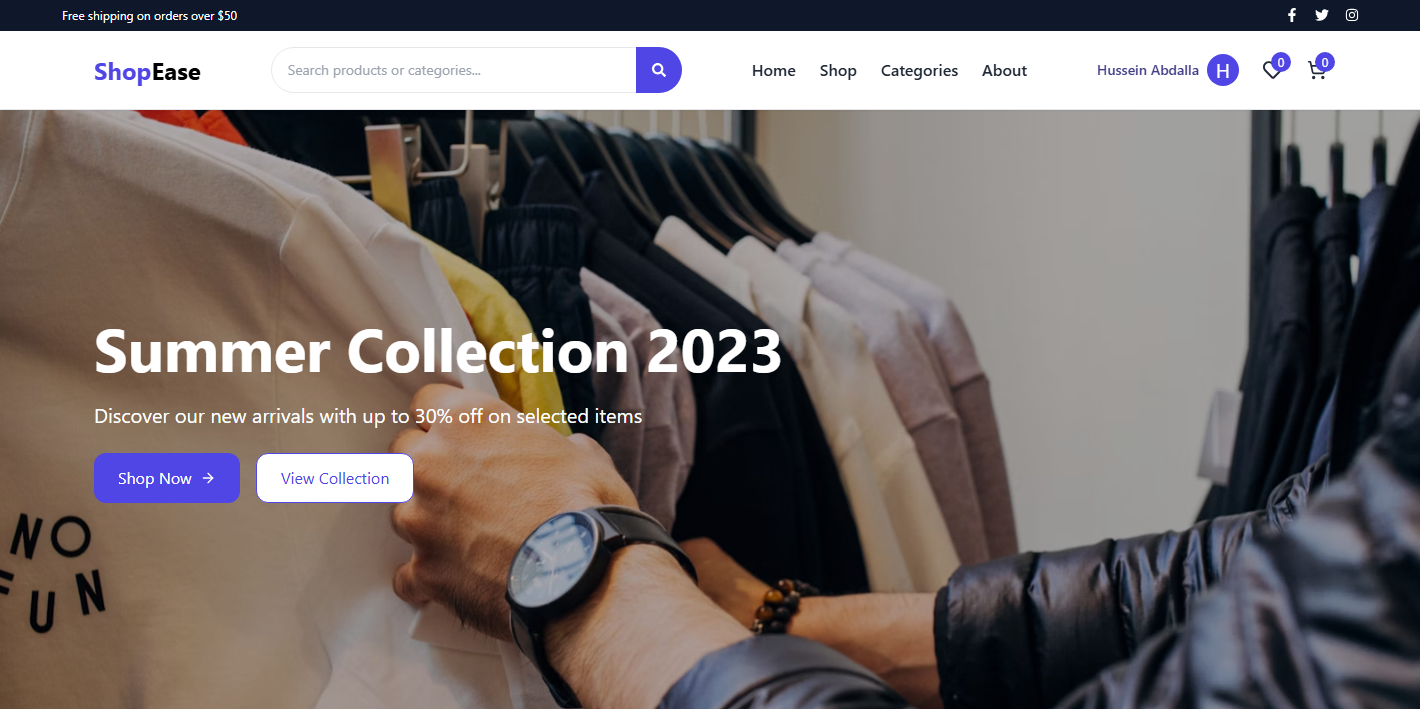 Free shipping on orders over $50
ShopEase
Search products or categories...
Home Shop Categories About
Hussein Abdalla H 0 0
Summer Collection 2023
Discover our new arrivals with up to 30% off on selected items
Shop Now → View Collection
NO
FUN